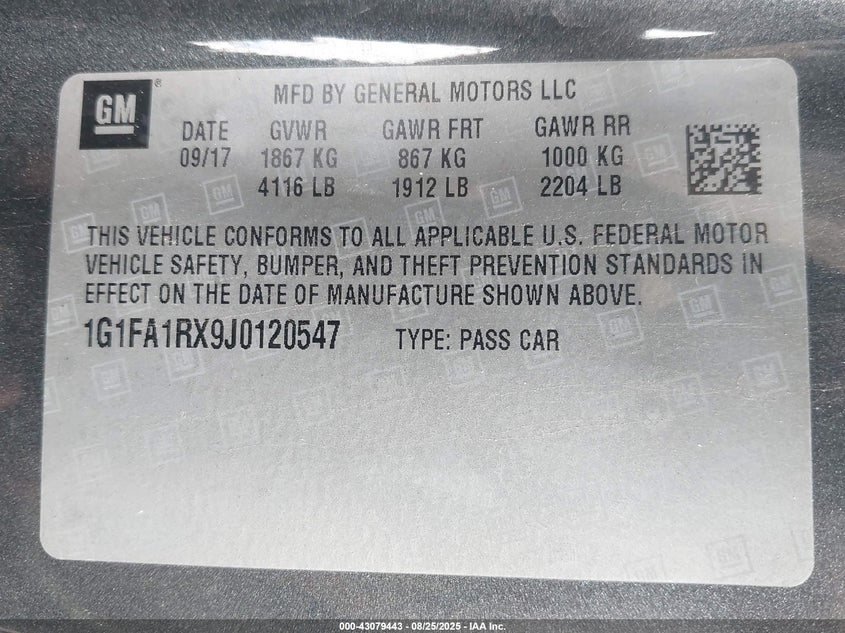 GM ®
MFD BY GENERAL MOTORS LLC
DATE GVWR GAWR FRT GAWR RR
09/17 1867 KG 867 KG 1000 KG
4116 LB 1912 LB 2204 LB
THIS VEHICLE CONFORMS TO ALL APPLICABLE U.S. FEDERAL MOTOR
VEHICLE SAFETY, BUMPER, AND THEFT PREVENTION STANDARDS IN
EFFECT ON THE DATE OF MANUFACTURE SHOWN ABOVE.
1G1FA1RX9J0120547 TYPE: PASS CAR
000-43079443 | 08/25/2025 - IAA Inc.